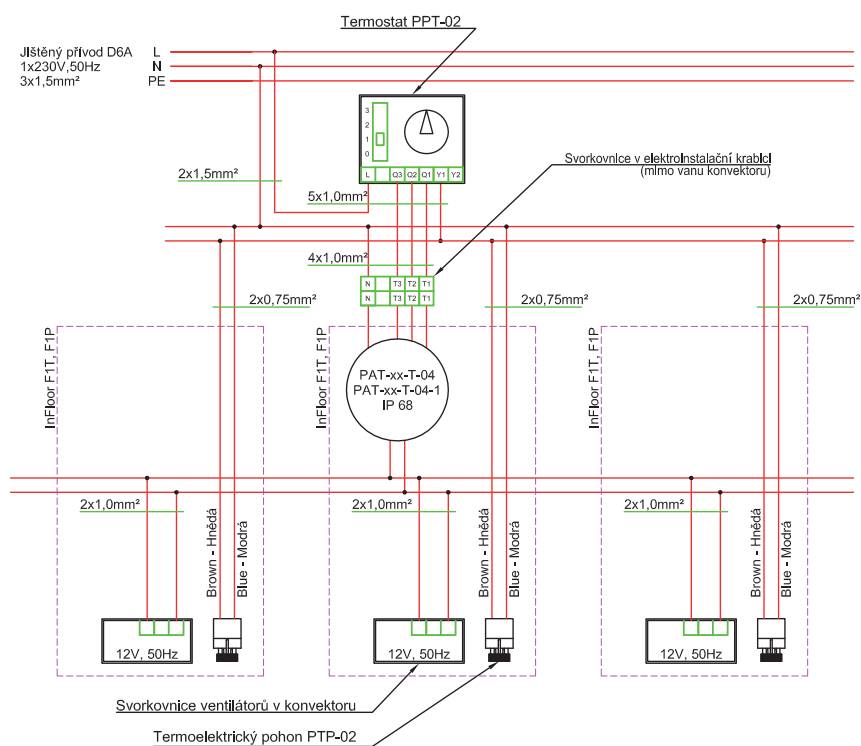 Termostat PPT-02
Jištěný přívod D6A L
1x230V,50Hz N
3x1,5mm² PE
3
2
1
0
L Q3 Q2 Q1 Y1 Y2
Svorkovnice v elektroinstalační krabici
(mimo vanu konvektoru)
2x1,5mm²
5x1,0mm²
4x1,0mm²
N T3 T2 T1
N T3 T2 T1
2x0,75mm² 2x0,75mm² 2x0,75mm²
InFloor F1T, F1P InFloor F1T, F1P InFloor F1T, F1P
PAT-xx-T-04
PAT-xx-T-04-1
IP 68
2x1,0mm² 2x1,0mm² 2x1,0mm²
Brown - Hnědá Blue - Modrá Brown - Hnědá Blue - Modrá Brown - Hnědá Blue - Modrá
12V, 50Hz 12V, 50Hz 12V, 50Hz
Svorkovnice ventilátorů v konvektoru
Termoelektrický pohon PTP-02